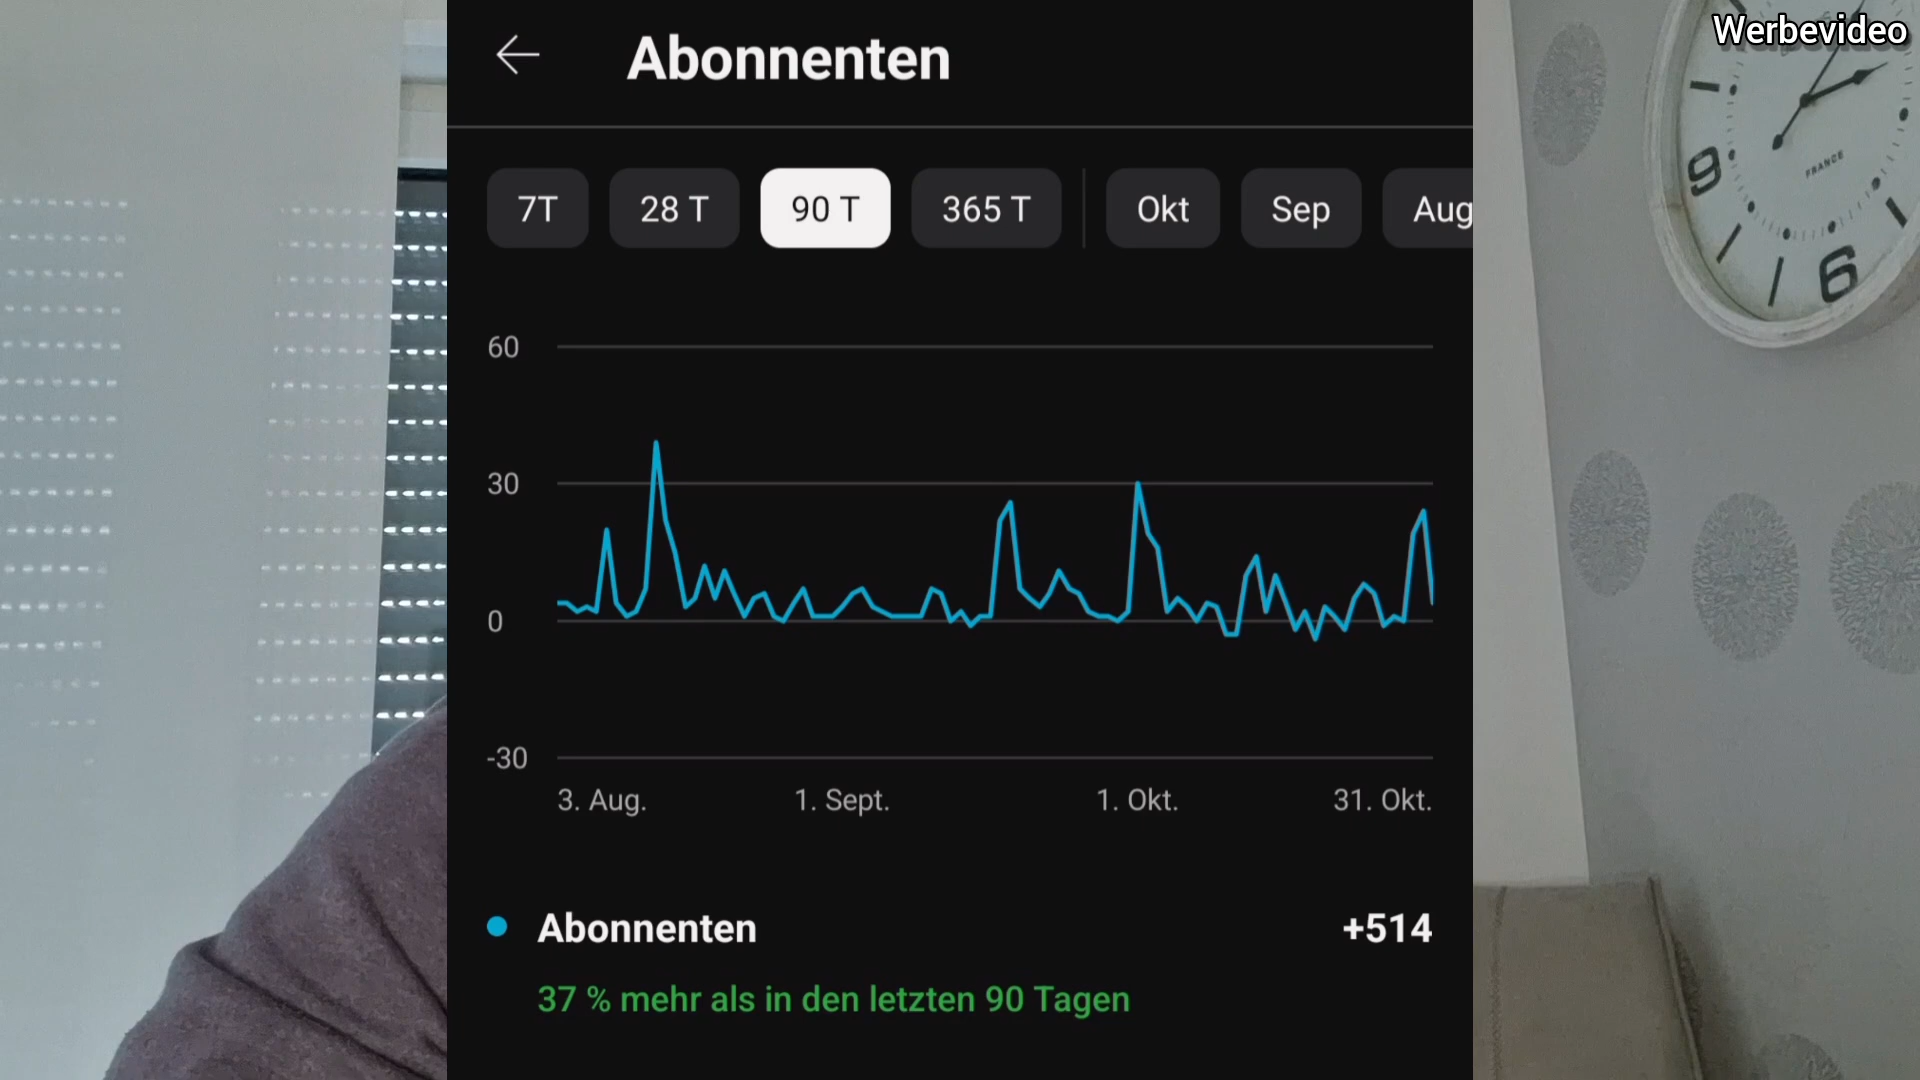 Werbevideo
Abonnenten
7T 28 T 90 T 365 T Okt Sep Aug
60
30
0
-30
3. Aug. 1. Sept. 1. Okt. 31. Okt.
Abonnenten +514
37 % mehr als in den letzten 90 Tagen
9
6
FRANCE